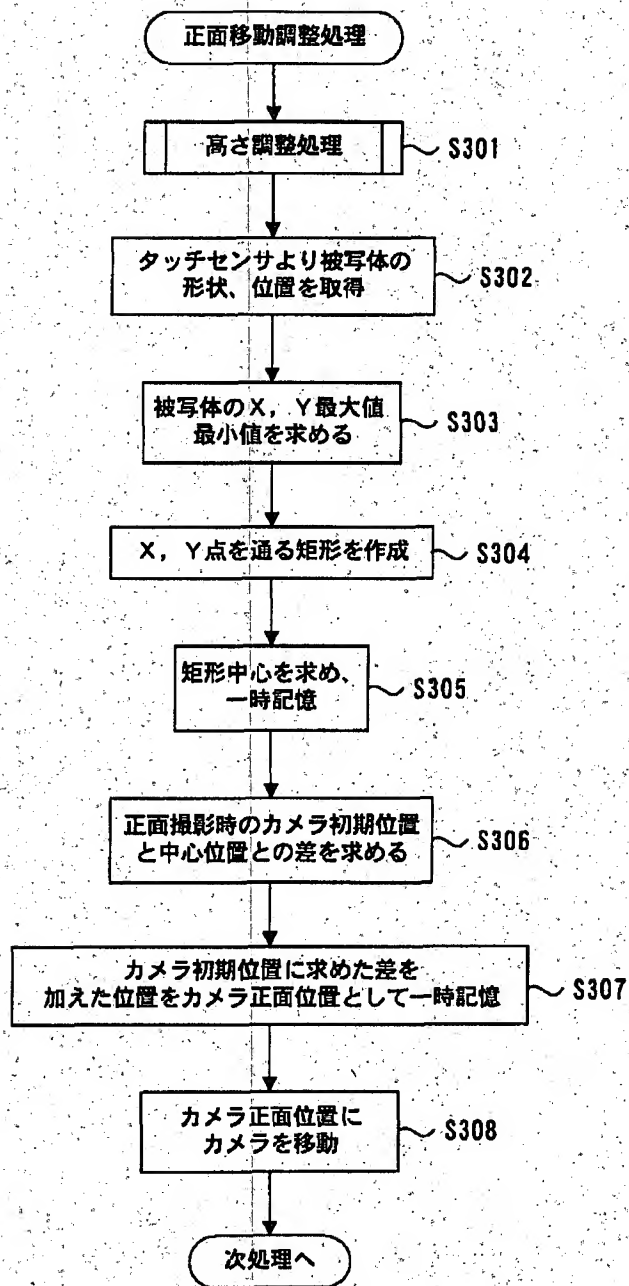 正面移動調整処理
高さ調整処理
S301
タッチセンサより被写体の
形状、位置を取得
S302
被写体のX，Y最大値
最小値を求める
S303
X，Y点を通る矩形を作成
S304
矩形中心を求め、
一時記憶
S305
正面撮影時のカメラ初期位置
と中心位置との差を求める
S306
カメラ初期位置に求めた差を
加えた位置をカメラ正面位置として一時記憶
S307
カメラ正面位置に
カメラを移動
S308
次処理へ